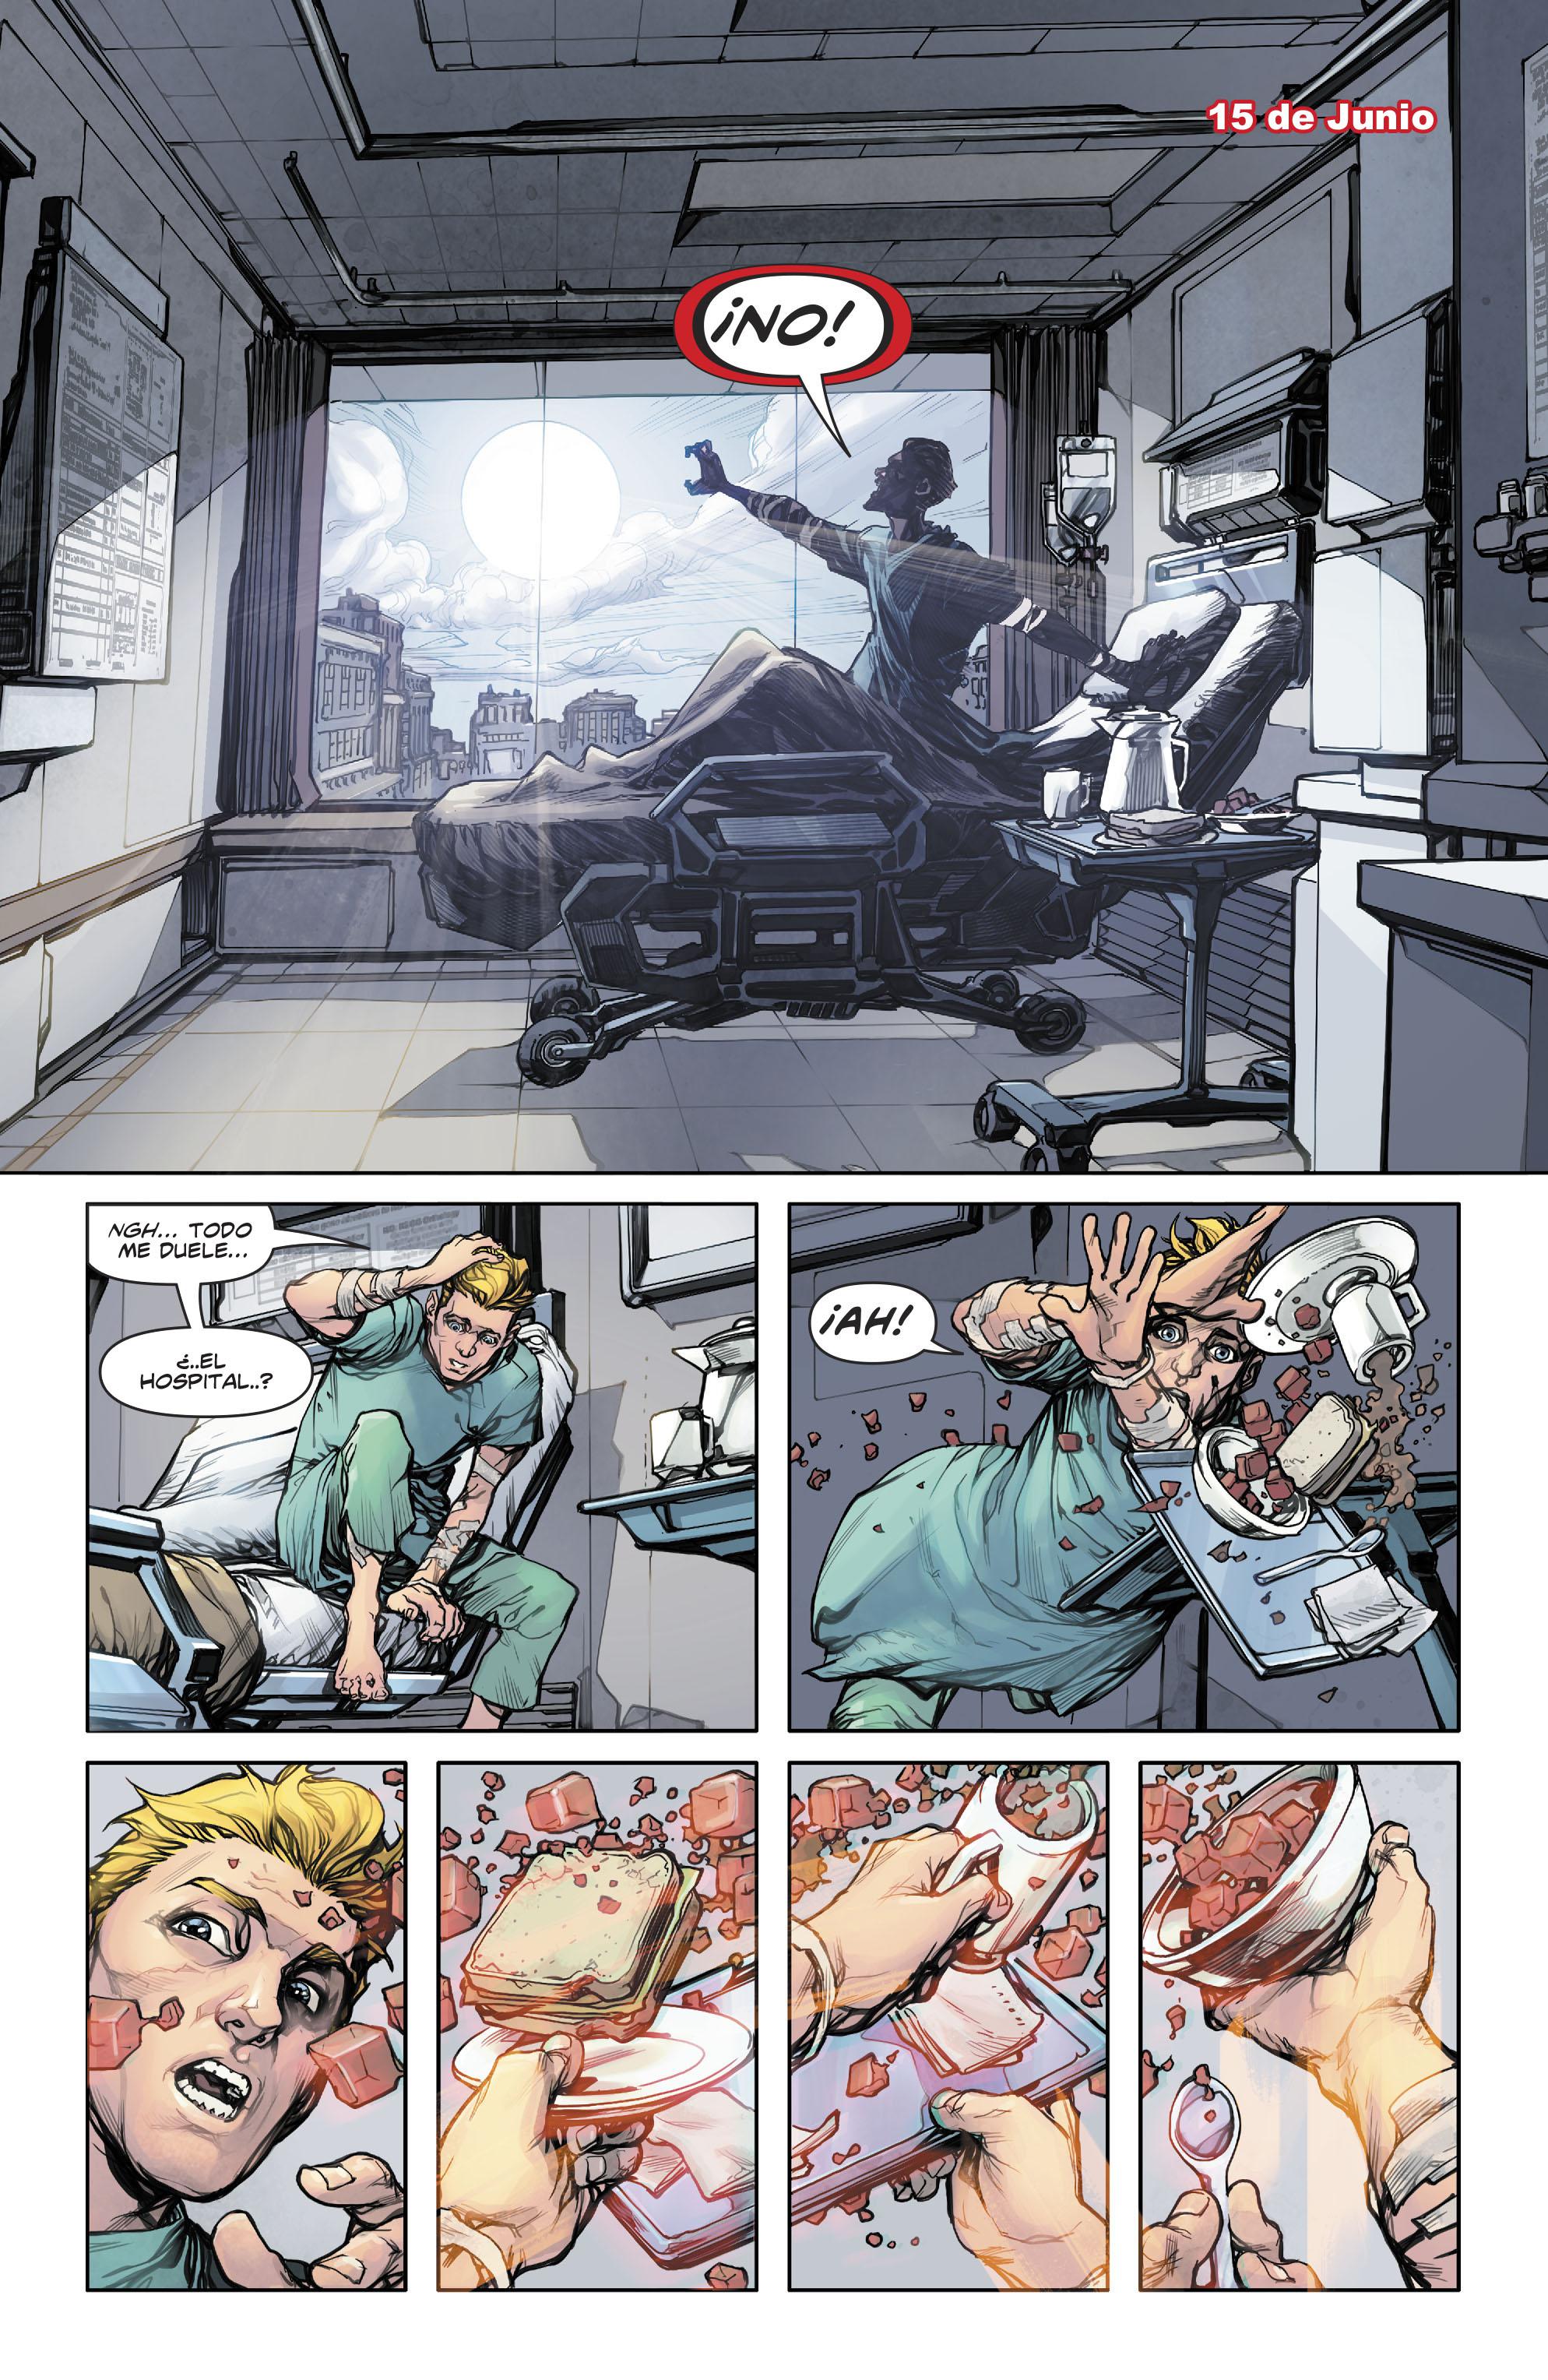 15 de Junio
¡NO!
NGH... TODO
ME DUELE...
¿..EL
HOSPITAL..?
¡AH!